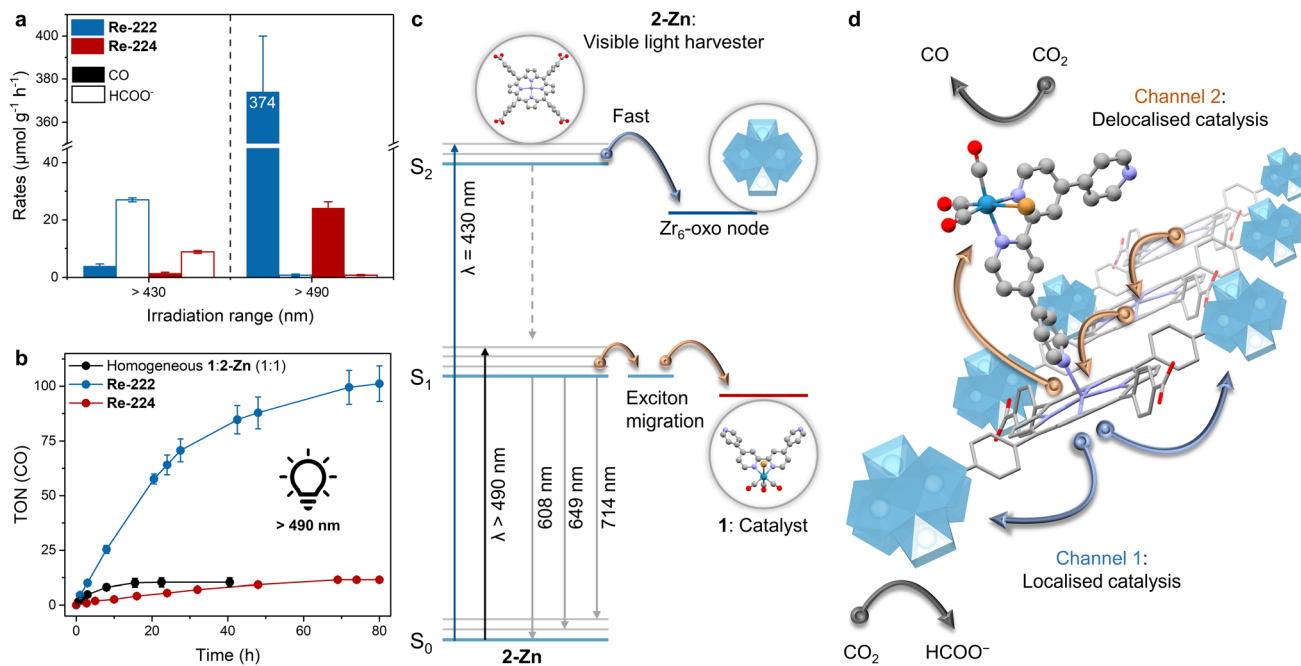 a
Re-222
Re-224
CO
HCOO⁻
Rates (µmol g⁻¹ h⁻¹)
400
380
360
40
20
0
374
> 430
> 490
Irradiation range (nm)
b
Homogeneous 1:2-Zn (1:1)
Re-222
Re-224
TON (CO)
100
75
50
25
0
> 490 nm
0
20
40
60
80
Time (h)
c
2-Zn:
Visible light harvester
Fast
S₂
λ = 430 nm
Zr₆-oxo node
S₁
Exciton
migration
λ > 490 nm
608 nm
649 nm
714 nm
1: Catalyst
S₀
2-Zn
d
CO
CO₂
Channel 2:
Delocalised catalysis
Channel 1:
Localised catalysis
CO₂
HCOO⁻